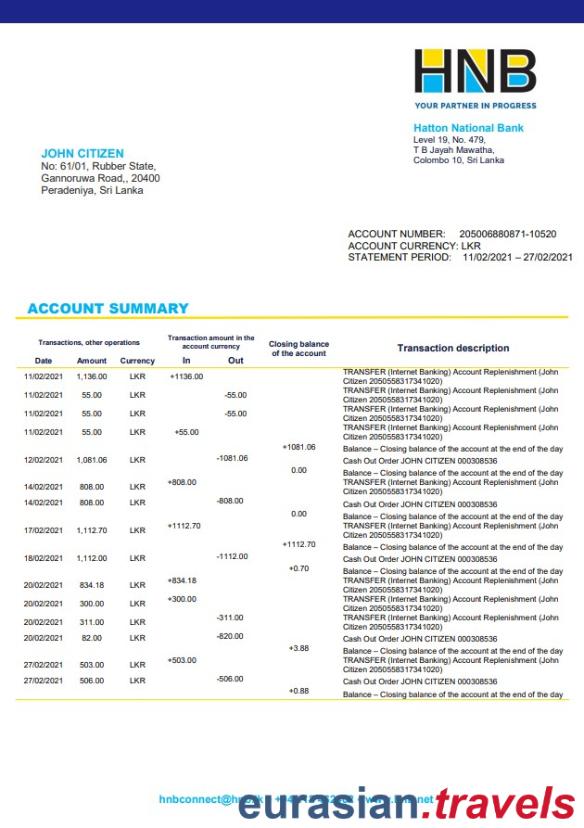 HNB
YOUR PARTNER IN PROGRESS
Hatton National Bank
Level 19, No. 479,
T B Jayah Mawatha,
Colombo 10, Sri Lanka
JOHN CITIZEN
No: 61/01, Rubber State,
Gannoruwa Road,, 20400
Peradeniya, Sri Lanka
ACCOUNT NUMBER: 205006880871-10520
ACCOUNT CURRENCY: LKR
STATEMENT PERIOD: 11/02/2021 – 27/02/2021
ACCOUNT SUMMARY
Transactions, other operations
Transaction amount in the
account currency
Closing balance
of the account
Transaction description
Date Amount Currency In Out
11/02/2021 1,136.00 LKR +1136.00 TRANSFER (Internet Banking) Account Replenishment (John
Citizen 2050558317341020)
11/02/2021 55.00 LKR -55.00 TRANSFER (Internet Banking) Account Replenishment (John
Citizen 2050558317341020)
11/02/2021 55.00 LKR -55.00 TRANSFER (Internet Banking) Account Replenishment (John
Citizen 2050558317341020)
11/02/2021 55.00 LKR +55.00 TRANSFER (Internet Banking) Account Replenishment (John
Citizen 2050558317341020)
+1081.06 Balance – Closing balance of the account at the end of the day
12/02/2021 1,081.06 LKR -1081.06 Cash Out Order JOHN CITIZEN 000308536
0.00 Balance – Closing balance of the account at the end of the day
14/02/2021 808.00 LKR +808.00 TRANSFER (Internet Banking) Account Replenishment (John
Citizen 2050558317341020)
14/02/2021 808.00 LKR -808.00 Cash Out Order JOHN CITIZEN 000308536
0.00 Balance – Closing balance of the account at the end of the day
17/02/2021 1,112.70 LKR +1112.70 TRANSFER (Internet Banking) Account Replenishment (John
Citizen 2050558317341020)
+1112.70 Balance – Closing balance of the account at the end of the day
18/02/2021 1,112.00 LKR -1112.00 Cash Out Order JOHN CITIZEN 000308536
+0.70 Balance – Closing balance of the account at the end of the day
20/02/2021 834.18 LKR +834.18 TRANSFER (Internet Banking) Account Replenishment (John
Citizen 2050558317341020)
20/02/2021 300.00 LKR +300.00 TRANSFER (Internet Banking) Account Replenishment (John
Citizen 2050558317341020)
20/02/2021 311.00 LKR -311.00 TRANSFER (Internet Banking) Account Replenishment (John
Citizen 2050558317341020)
20/02/2021 82.00 LKR -820.00 Cash Out Order JOHN CITIZEN 000308536
+3.88 Balance – Closing balance of the account at the end of the day
27/02/2021 503.00 LKR +503.00 TRANSFER (Internet Banking) Account Replenishment (John
Citizen 2050558317341020)
27/02/2021 506.00 LKR -506.00 Cash Out Order JOHN CITIZEN 000308536
+0.88 Balance – Closing balance of the account at the end of the day
eurasian.travels